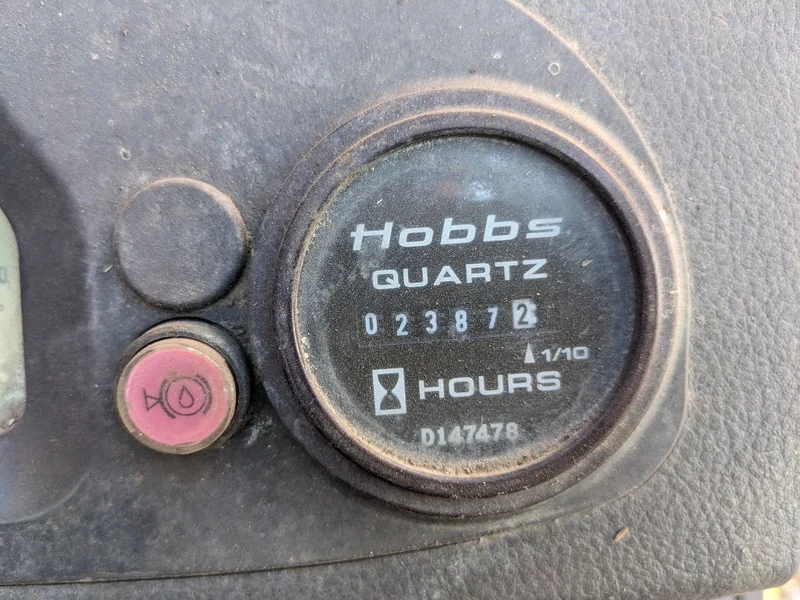 Hobbs
QUARTZ
023872
1/10
HOURS
D147478